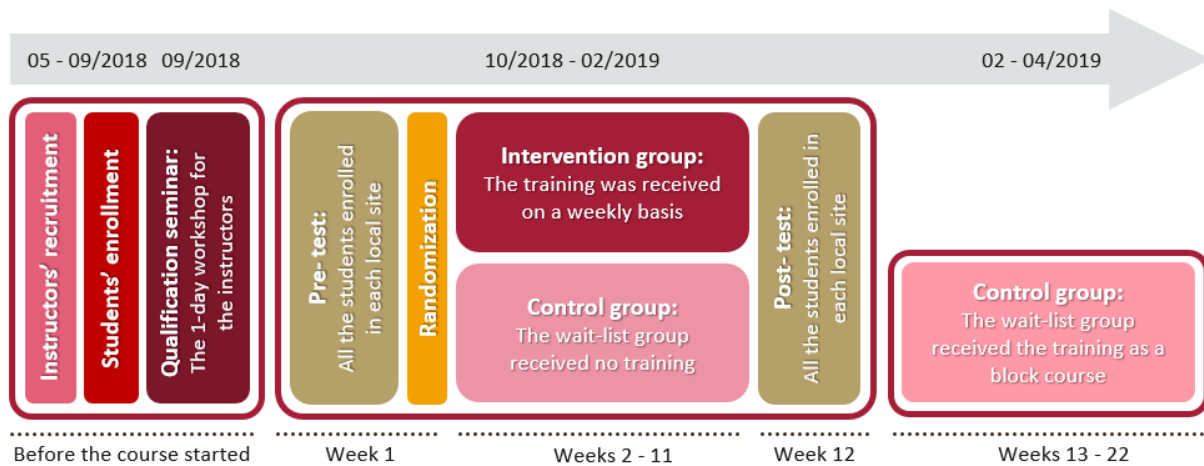 05 - 09/2018
09/2018
10/2018 - 02/2019
02 - 04/2019
Instructors' recruitment
Students' enrollment
Qualification seminar:
The 1-day workshop for
the instructors
Pre- test:
All the students enrolled
in each local site
Randomization
Intervention group:
The training was received
on a weekly basis
Control group:
The wait-list group
received no training
Post- test:
All the students enrolled in
each local site
Control group:
The wait-list group
received the training as a
block course
Before the course started
Week 1
Weeks 2 - 11
Week 12
Weeks 13 - 22